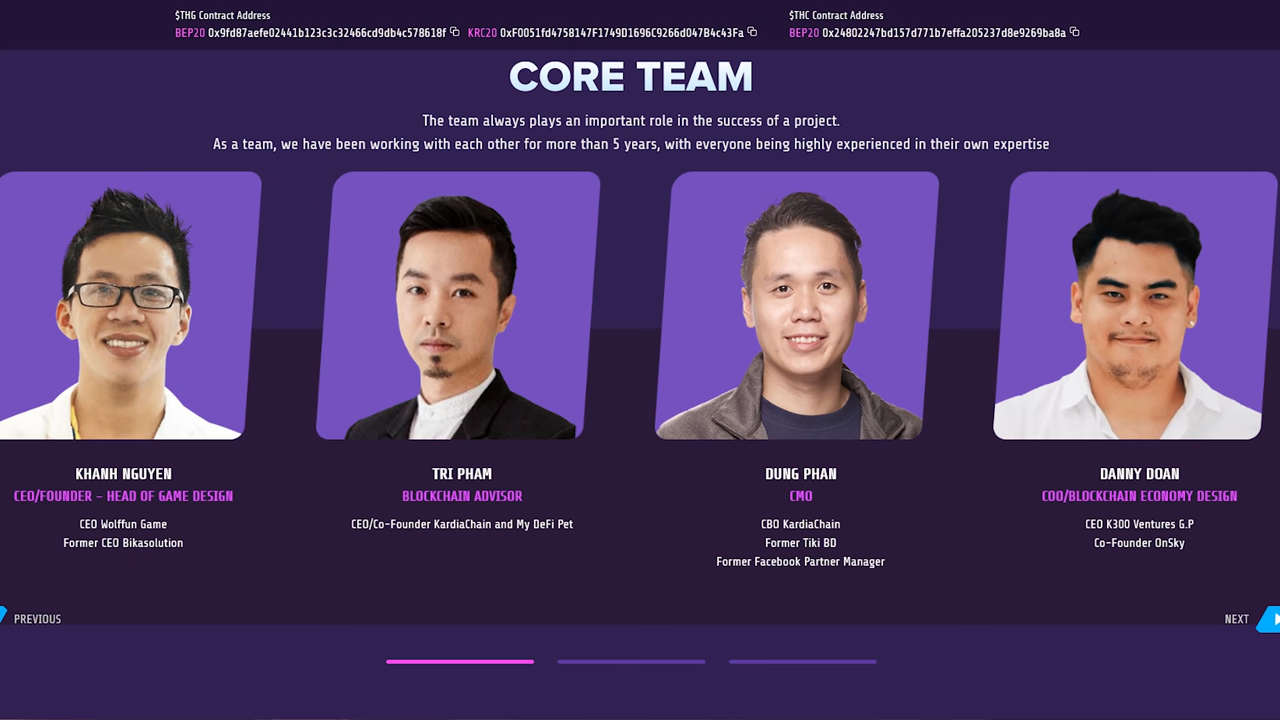 $THG Contract Address
BEP20 0x9fd87aefe02441b123c3c32466cd9db4c578618f
KRC20 0xF0051fd4758147F1749D1696C9266d047B4c43Fa
$THC Contract Address
BEP20 0x24802247bd157d771b7effa205237d8e9269ba8a
CORE TEAM
The team always plays an important role in the success of a project.
As a team, we have been working with each other for more than 5 years, with everyone being highly experienced in their own expertise
KHANH NGUYEN
CEO/FOUNDER - HEAD OF GAME DESIGN
CEO Wolffun Game
Former CEO Bikasolution
TRI PHAM
BLOCKCHAIN ADVISOR
CEO/Co-Founder KardiaChain and My DeFi Pet
DUNG PHAN
CMO
CBO KardiaChain
Former Tiki BD
Former Facebook Partner Manager
DANNY DOAN
COO/BLOCKCHAIN ECONOMY DESIGN
CEO K300 Ventures G.P
Co-Founder OnSky
PREVIOUS
NEXT